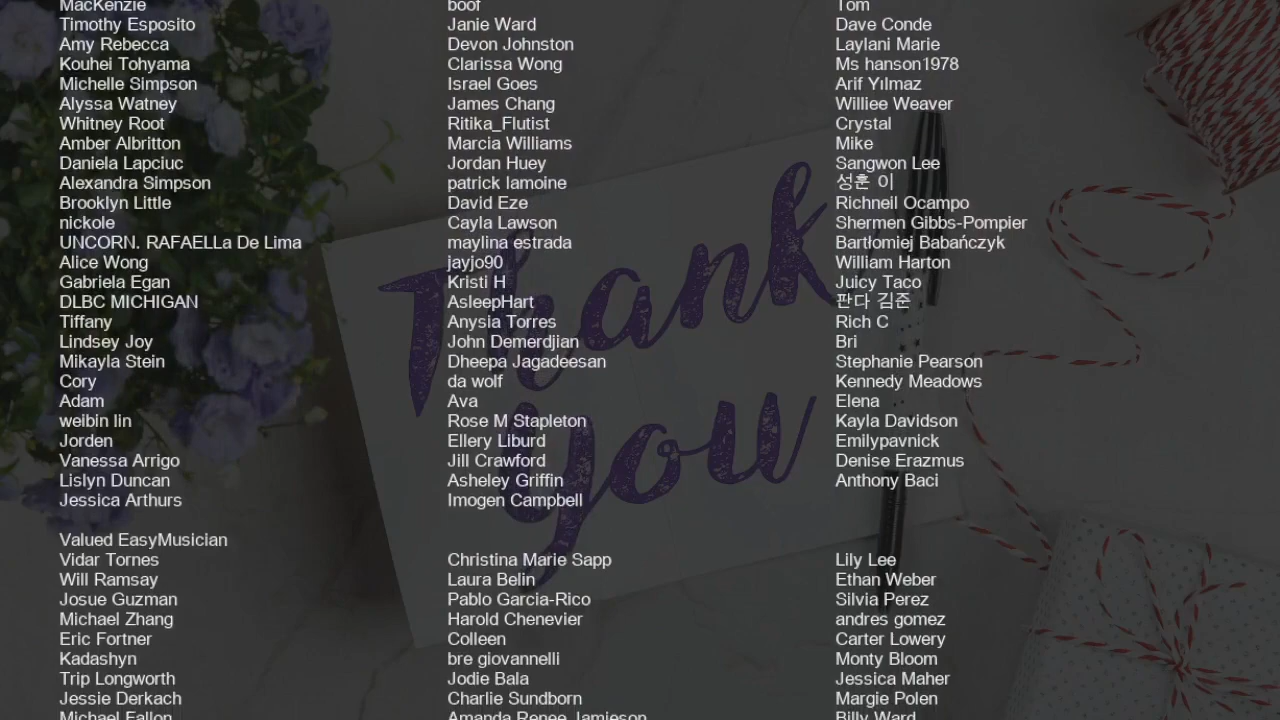 MacKenzie
Timothy Esposito
Amy Rebecca
Kouhei Tohyama
Michelle Simpson
Alyssa Watney
Whitney Root
Amber Albritton
Daniela Lapciuc
Alexandra Simpson
Brooklyn Little
nickole
UNCORN. RAFAELLa De Lima
Alice Wong
Gabriela Egan
DLBC MICHIGAN
Tiffany
Lindsey Joy
Mikayla Stein
Cory
Adam
weibin lin
Jorden
Vanessa Arrigo
Lislyn Duncan
Jessica Arthurs
boof
Janie Ward
Devon Johnston
Clarissa Wong
Israel Goes
James Chang
Ritika_Flutist
Marcia Williams
Jordan Huey
patrick lamoine
David Eze
Cayla Lawson
maylina estrada
jayjo90
Kristi H
AsleepHart
Anysia Torres
John Demerdjian
Dheepa Jagadeesan
da wolf
Ava
Rose M Stapleton
Ellery Liburd
Jill Crawford
Asheley Griffin
Imogen Campbell
Tom
Dave Conde
Laylani Marie
Ms hanson1978
Arif Yılmaz
Williee Weaver
Crystal
Mike
Sangwon Lee
성훈 이
Richneil Ocampo
Shermen Gibbs-Pompier
Bartłomiej Babańczyk
William Harton
Juicy Taco
판다 김준
Rich C
Bri
Stephanie Pearson
Kennedy Meadows
Elena
Kayla Davidson
Emilypavnick
Denise Erazmus
Anthony Baci
Valued EasyMusician
Vidar Tornes
Will Ramsay
Josue Guzman
Michael Zhang
Eric Fortner
Kadashyn
Trip Longworth
Jessie Derkach
Michael Fallon
Christina Marie Sapp
Laura Belin
Pablo Garcia-Rico
Harold Chenevier
Colleen
bre giovannelli
Jodie Bala
Charlie Sundborn
Amanda Renee Jamieson
Lily Lee
Ethan Weber
Silvia Perez
andres gomez
Carter Lowery
Monty Bloom
Jessica Maher
Margie Polen
Billy Ward
Thank
you